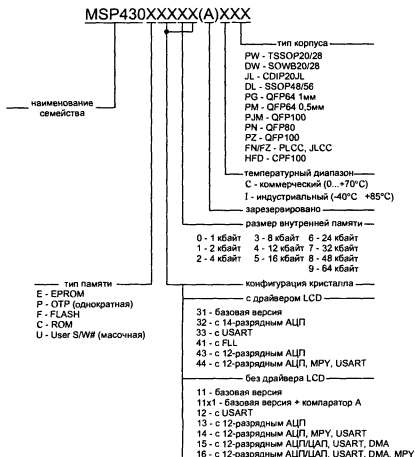 MSP430XXXXX(A)XXX
тип корпуса
PW - TSSOP20/28
DW - SOWB20/28
JL - CDIP20JL
DL - SSOP48/56
PG - QFP64 1мм
PM - QFP64 0,5мм
PJM - QFP100
PN - QFP80
PZ - QFP100
FN/FZ - PLCC, JLCC
HFD - CPF100
наименование
семейства
температурный диапазон
C - коммерческий (0...+70°C)
I - индустриальный (-40°C +85°C)
зарезервировано
размер внутренней памяти
0 - 1 кбайт 3 - 8 кбайт 6 - 24 кбайт
1 - 2 кбайт 4 - 12 кбайт 7 - 32 кбайт
2 - 4 кбайт 5 - 16 кбайт 8 - 48 кбайт
9 - 64 кбайт
тип памяти
E - EPROM
P - OTP (однократная)
F - FLASH
C - ROM
U - User S/W# (масочная)
конфигурация кристалла
с драйвером LCD
31 - базовая версия
32 - с 14-разрядным АЦП
33 - с USART
41 - с FLL
43 - с 12-разрядным АЦП
44 - с 12-разрядным АЦП, MPY, USART
без драйвера LCD
11 - базовая версия
11x1 - базовая версия + компаратор А
12 - с USART
13 - с 12-разрядным АЦП
14 - с 12-разрядным АЦП, MPY, USART
15 - с 12-разрядным АЦП/ЦАП, USART, DMA
16 - с 12-разрядным АЦП/ЦАП, USART, DMA, MPY